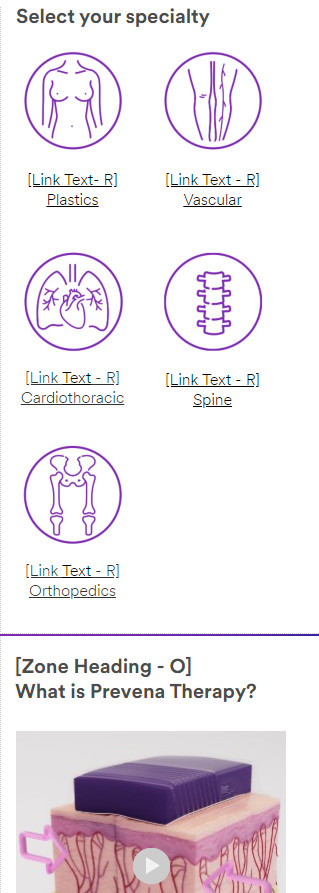 Select your specialty
[Link Text- R]
Plastics
[Link Text - R]
Vascular
[Link Text - R]
Cardiothoracic
[Link Text - R]
Spine
[Link Text - R]
Orthopedics
[Zone Heading - O]
What is Prevena Therapy?